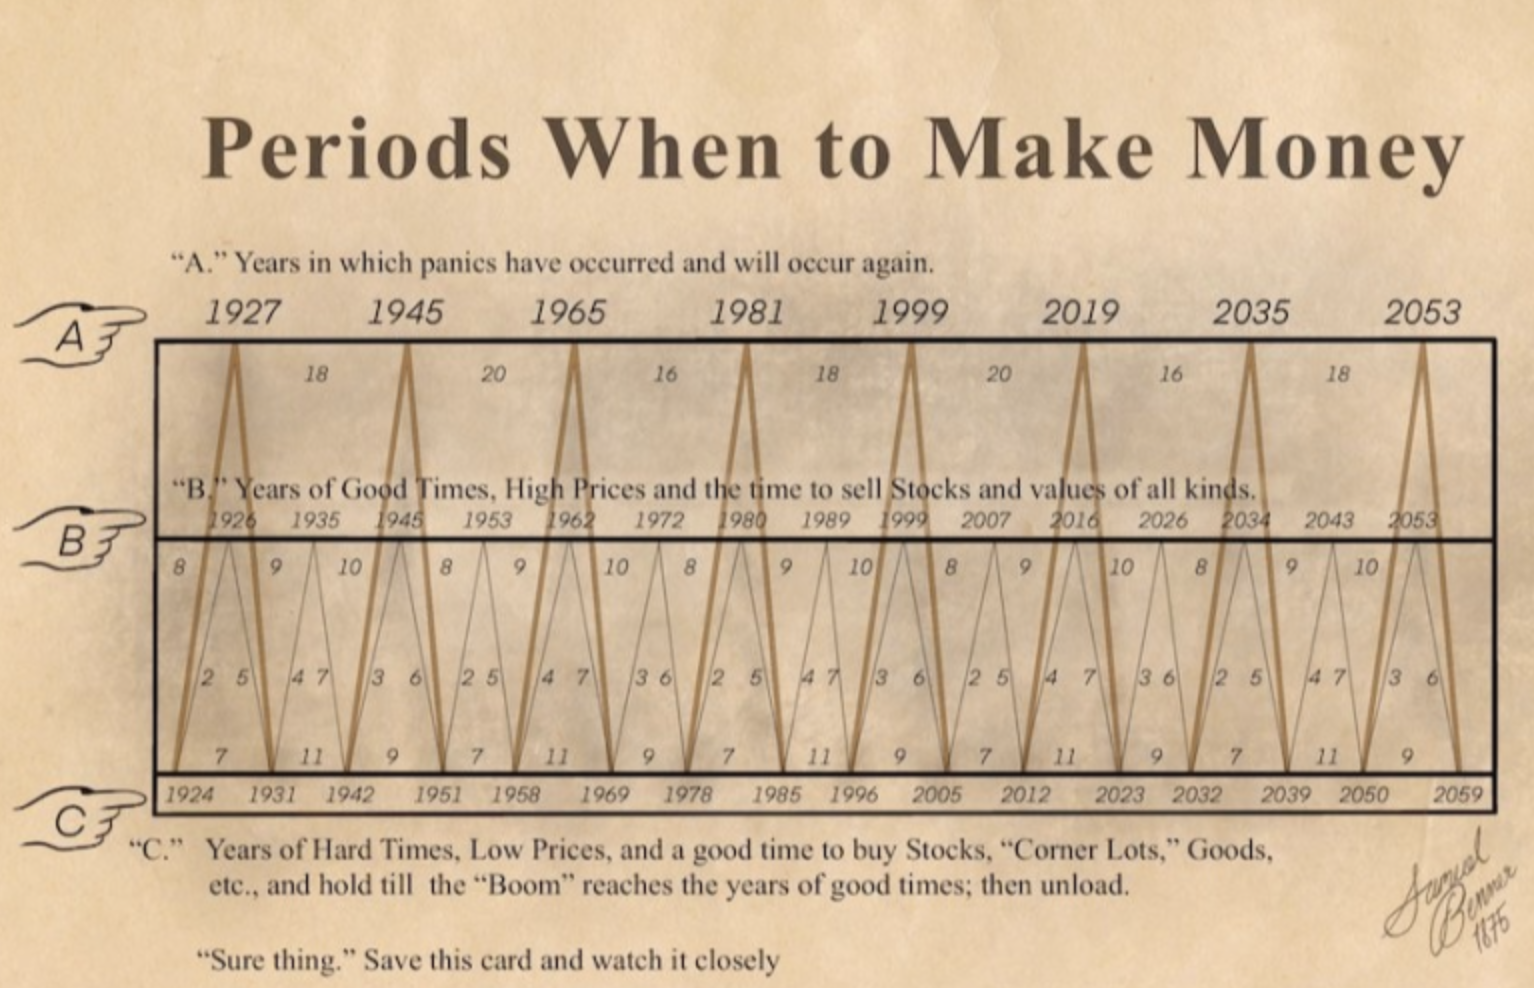 Periods When to Make Money
“A.” Years in which panics have occurred and will occur again.
1927 1945 1965 1981 1999 2019 2035 2053
A
18 20 16 18 20 16 18
“B.” Years of Good Times, High Prices and the time to sell Stocks and values of all kinds.
1926 1935 1945 1953 1962 1972 1980 1989 1999 2007 2016 2026 2034 2043 2053
B
8 9 10 8 9 10 8 9 10 8 9 10 8 9 10
2 5 4 7 3 6 2 5 4 7 3 6 2 5 4 7 3 6 2 5 4 7 3 6 2 5 4 7 3 6
7 11 9 7 11 9 7 11 9 7 11 9 7 11 9
1924 1931 1942 1951 1958 1969 1978 1985 1996 2005 2012 2023 2032 2039 2050 2059
C
“C.” Years of Hard Times, Low Prices, and a good time to buy Stocks, “Corner Lots,” Goods,
etc., and hold till the “Boom” reaches the years of good times; then unload.
Samuel
Benner
1875
“Sure thing.” Save this card and watch it closely